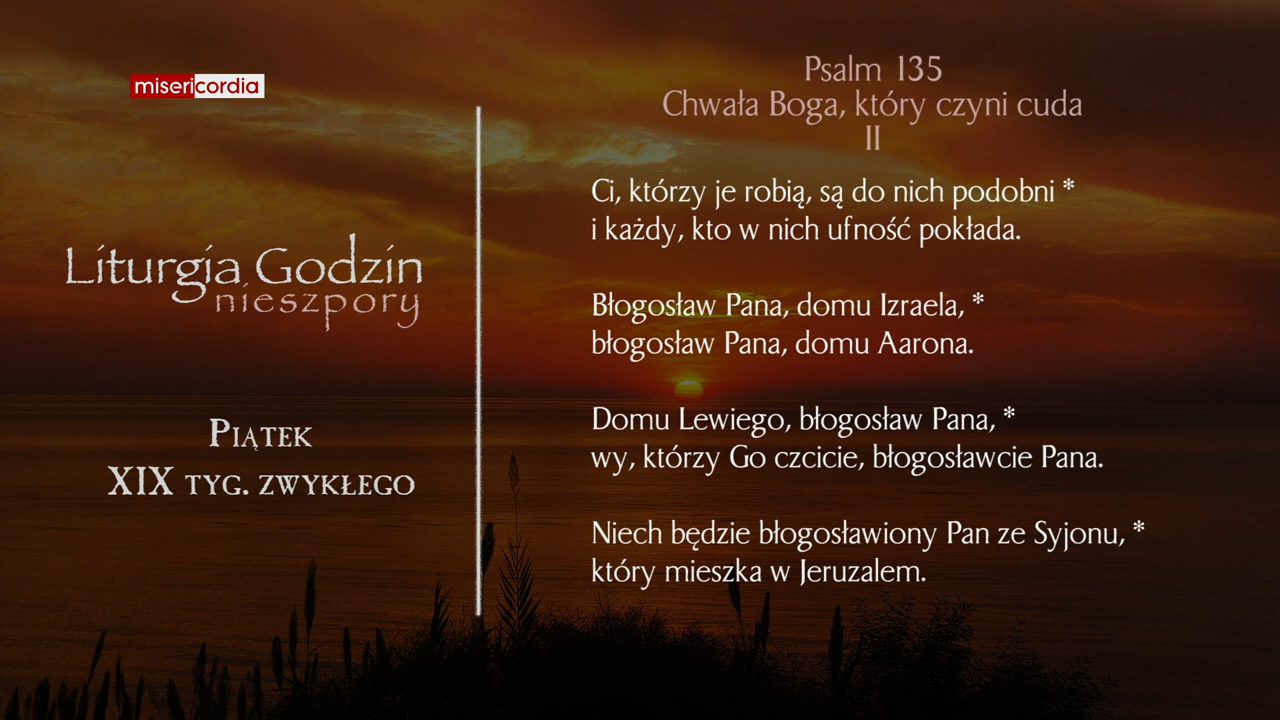 misericordia
Liturgia Godzin
nieszpory
Piątek
XIX tyg. zwykłego
Psalm 135
Chwała Boga, który czyni cuda
II
Ci, którzy je robią, są do nich podobni *
i każdy, kto w nich ufność pokłada.
Błogosław Pana, domu Izraela, *
błogosław Pana, domu Aarona.
Domu Lewiego, błogosław Pana, *
wy, którzy Go czcicie, błogosławcie Pana.
Niech będzie błogosławiony Pan ze Syjonu, *
który mieszka w Jeruzalem.